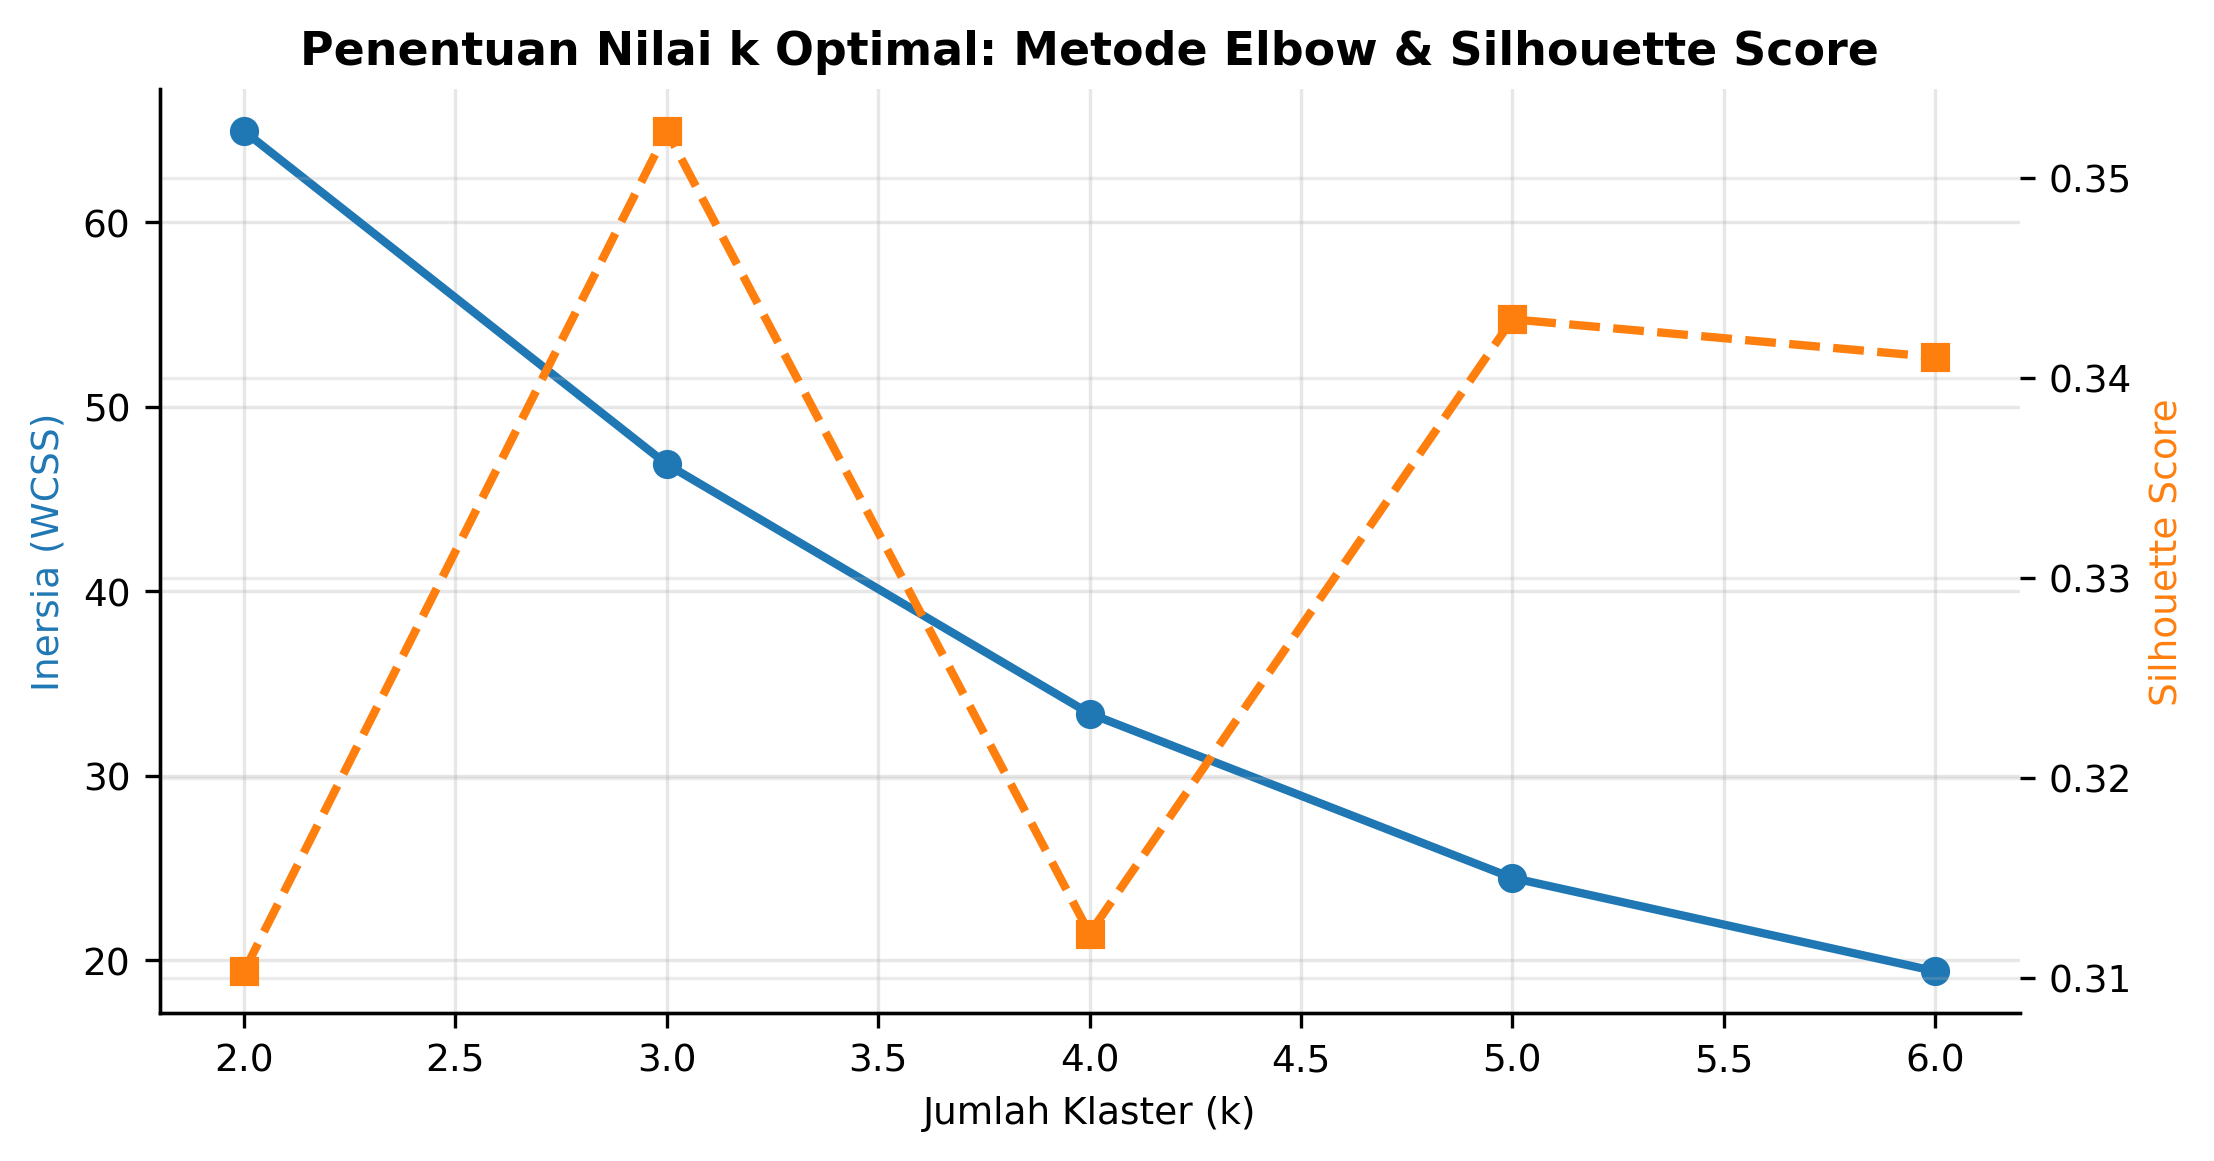 Penentuan Nilai k Optimal: Metode Elbow & Silhouette Score
60
50
40
30
20
Inersia (WCSS)
0.35
0.34
0.33
0.32
0.31
Silhouette Score
2.0 2.5 3.0 3.5 4.0 4.5 5.0 5.5 6.0
Jumlah Klaster (k)